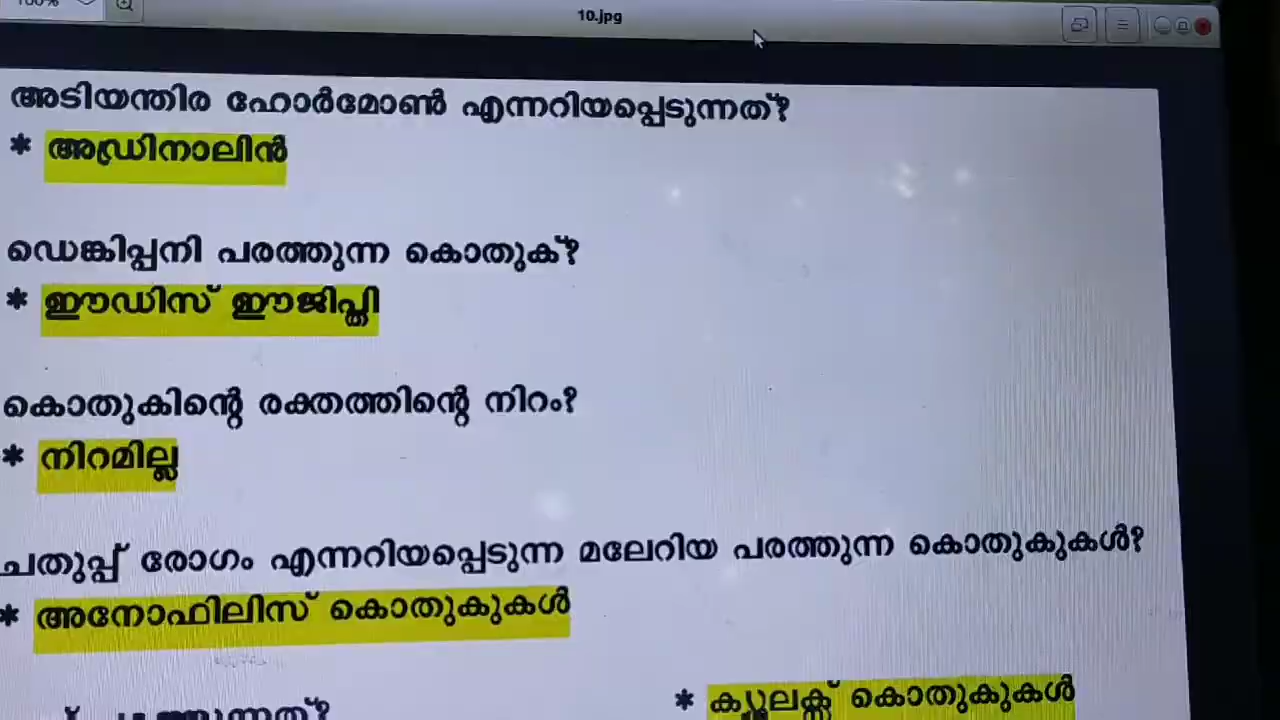 100%
10.jpg
അടിയന്തിര ഹോർമോൺ എന്നറിയപ്പെടുന്നത്?
* അഡ്രിനാലിൻ
ഡെങ്കിപ്പനി പരത്തുന്ന കൊതുക്?
* ഈഡിസ് ഈജിപ്തി
കൊതുകിന്റെ രക്തത്തിന്റെ നിറം?
* നിറമില്ല
ചതുപ്പ് രോഗം എന്നറിയപ്പെടുന്ന മലേറിയ പരത്തുന്ന കൊതുകുകൾ?
* അനോഫിലിസ് കൊതുകുകൾ
* ക്യൂലക്സ് കൊതുകുകൾ